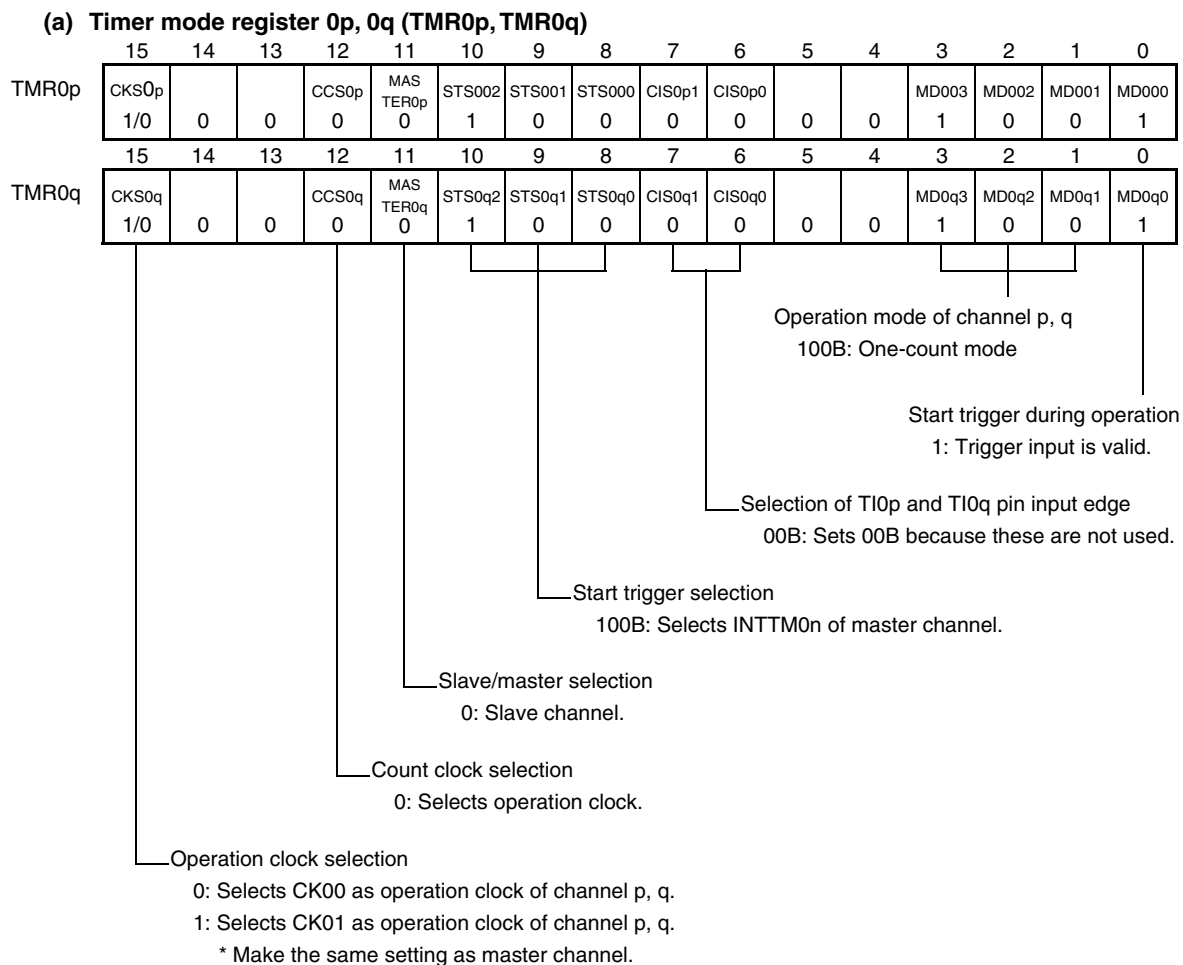 (a) Timer mode register 0p, 0q (TMR0p, TMR0q)
15 14 13 12 11 10 9 8 7 6 5 4 3 2 1 0
TMR0p CKS0p CCS0p MAS TER0p STS002 STS001 STS000 CIS0p1 CIS0p0 MD003 MD002 MD001 MD000
1/0 0 0 0 0 1 0 0 0 0 0 0 1 0 0 1
15 14 13 12 11 10 9 8 7 6 5 4 3 2 1 0
TMR0q CKS0q CCS0q MAS TER0q STS0q2 STS0q1 STS0q0 CIS0q1 CIS0q0 MD0q3 MD0q2 MD0q1 MD0q0
1/0 0 0 0 0 1 0 0 0 0 0 0 1 0 0 1
Operation mode of channel p, q
100B: One-count mode
Start trigger during operation
1: Trigger input is valid.
Selection of TI0p and TI0q pin input edge
00B: Sets 00B because these are not used.
Start trigger selection
100B: Selects INTTM0n of master channel.
Slave/master selection
0: Slave channel.
Count clock selection
0: Selects operation clock.
Operation clock selection
0: Selects CK00 as operation clock of channel p, q.
1: Selects CK01 as operation clock of channel p, q.
* Make the same setting as master channel.